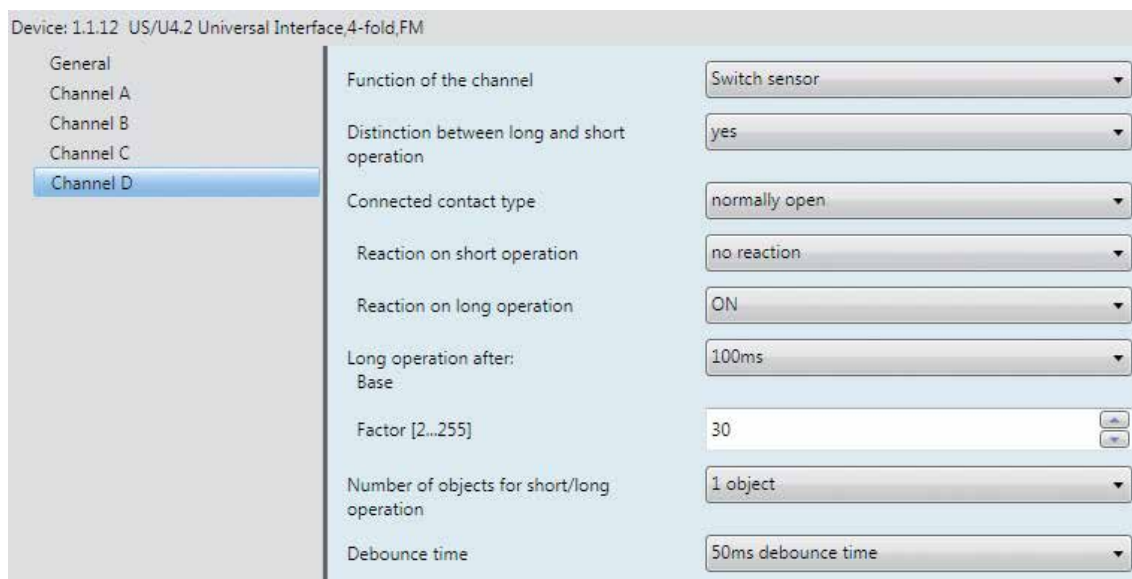 Device: 1.1.12 US/U4.2 Universal Interface,4-fold,FM
General
Channel A
Channel B
Channel C
Channel D
Function of the channel
Switch sensor
Distinction between long and short
operation
yes
Connected contact type
normally open
Reaction on short operation
no reaction
Reaction on long operation
ON
Long operation after:
Base
100ms
Factor [2...255]
30
Number of objects for short/long
operation
1 object
Debounce time
50ms debounce time